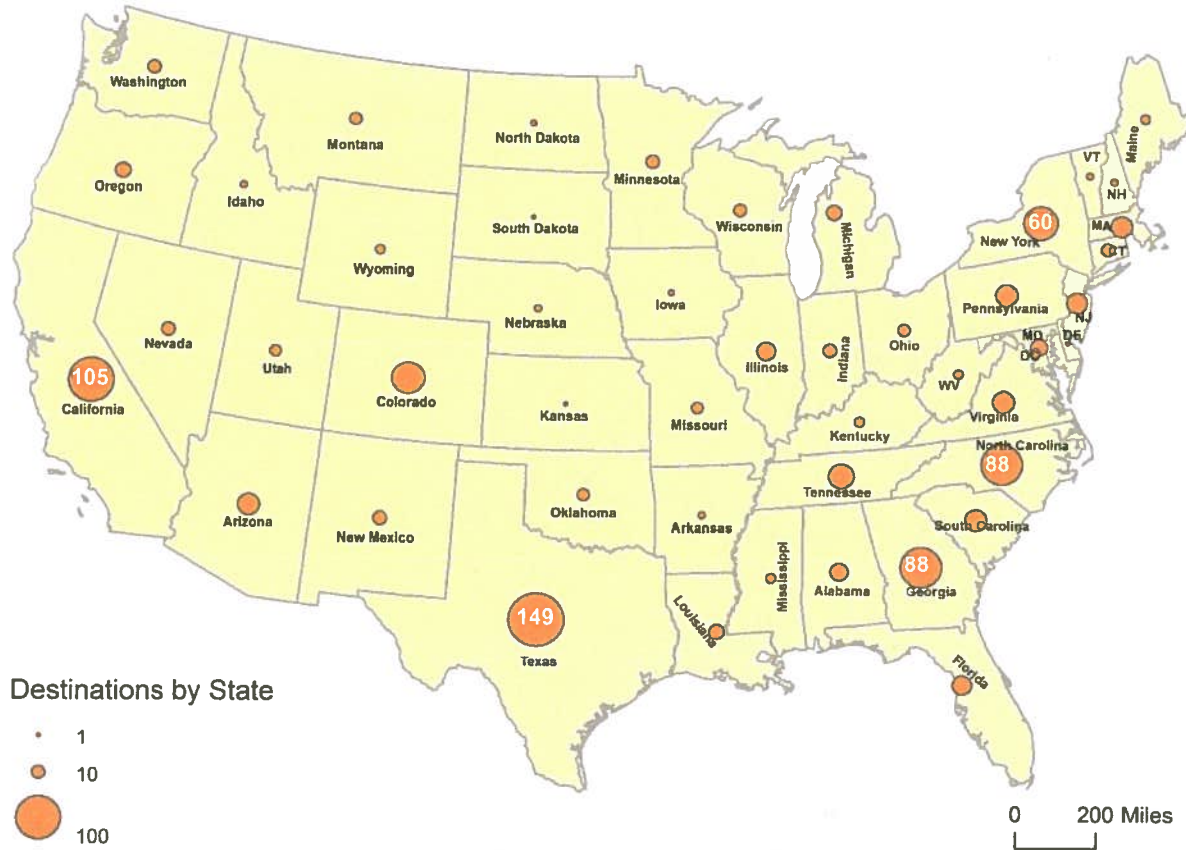 Washington
Montana
North Dakota
Minnesota
VT
Maine
Oregon
Idaho
NH
South Dakota
Wisconsin
Michigan
60
MA
New York
CT
Wyoming
Iowa
Pennsylvania
NJ
Nebraska
Nevada
Ohio
MD
DE
DC
Utah
Illinois
Indiana
105
California
Colorado
WV
Kansas
Missouri
Virginia
Kentucky
North Carolina
88
Tennessee
Arizona
New Mexico
Oklahoma
Arkansas
South Carolina
88
Georgia
Mississippi
Alabama
Louisiana
149
Texas
Florida
Destinations by State
1
10
100
0 200 Miles